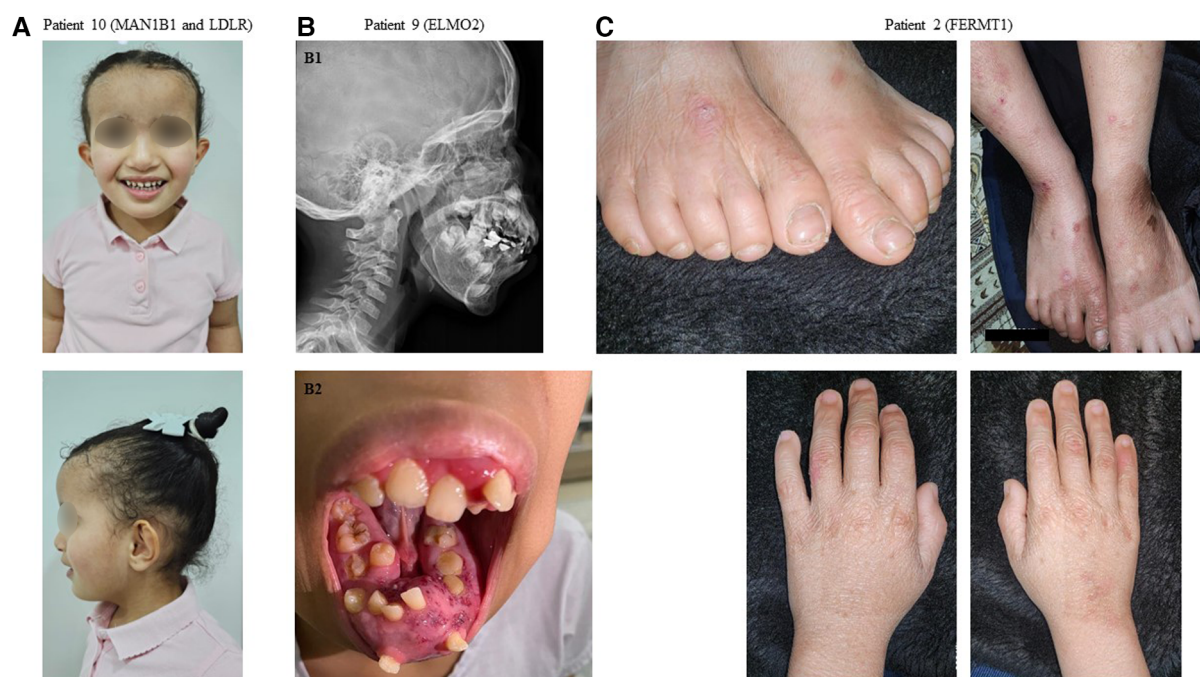 A Patient 10 (MAN1B1 and LDLR)
B Patient 9 (ELMO2)
C Patient 2 (FERMT1)
B1
B2